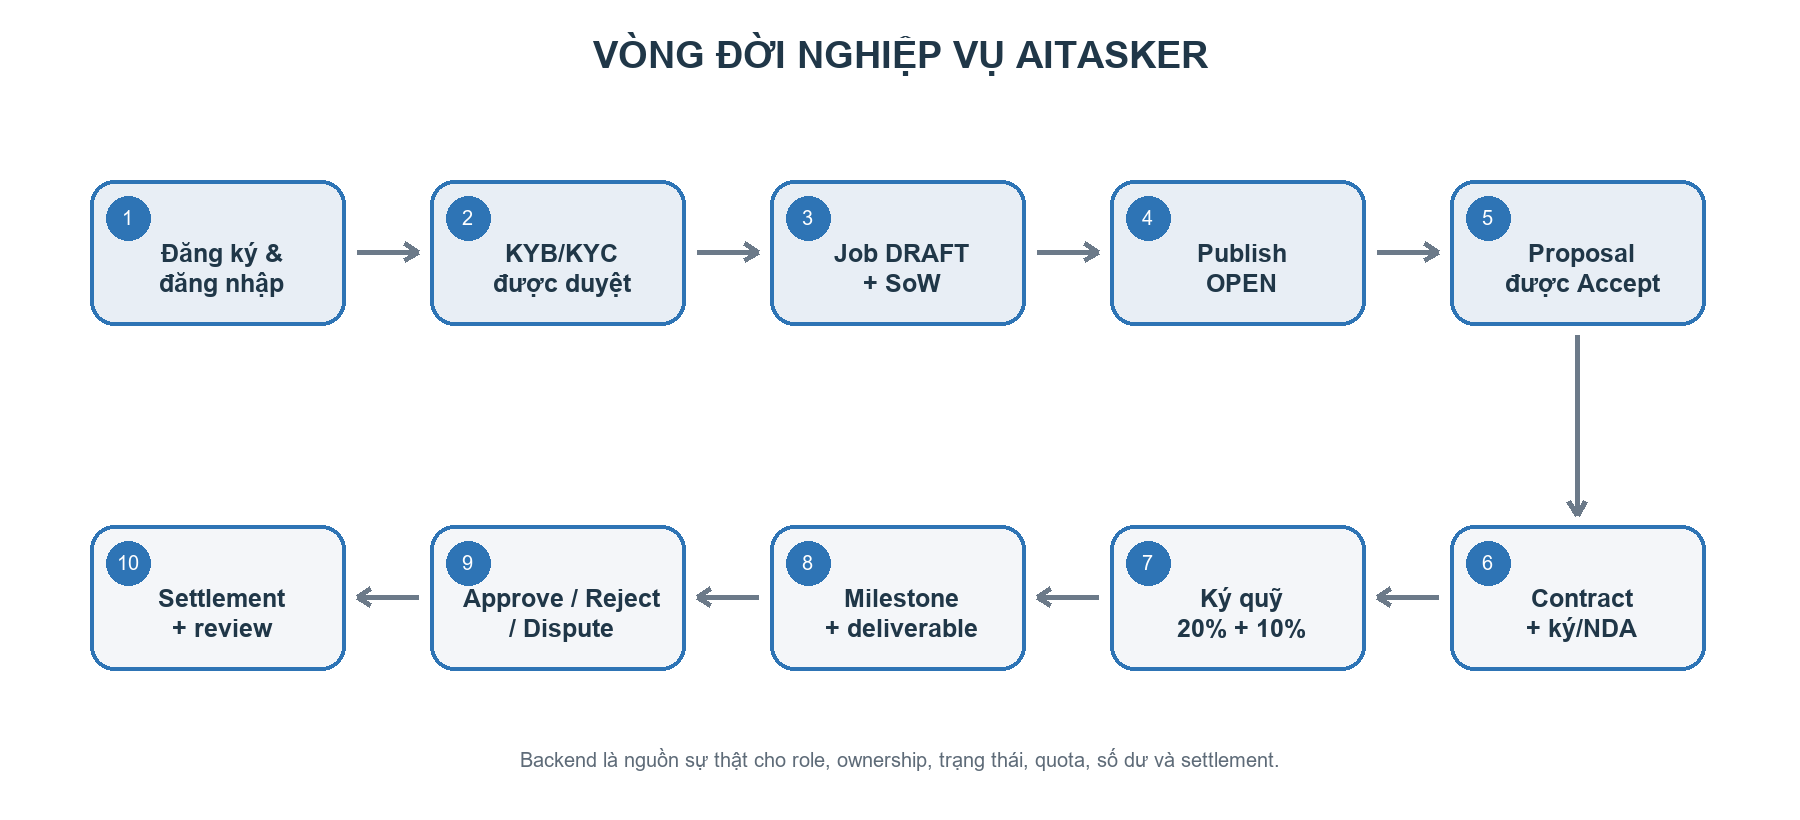 VÒNG ĐỜI NGHIỆP VỤ AITASKER
1
Đăng ký &
đăng nhập
2
KYB/KYC
được duyệt
3
Job DRAFT
+ SoW
4
Publish
OPEN
5
Proposal
được Accept
10
Settlement
+ review
9
Approve / Reject
/ Dispute
8
Milestone
+ deliverable
7
Ký quỹ
20% + 10%
6
Contract
+ ký/NDA
Backend là nguồn sự thật cho role, ownership, trạng thái, quota, số dư và settlement.